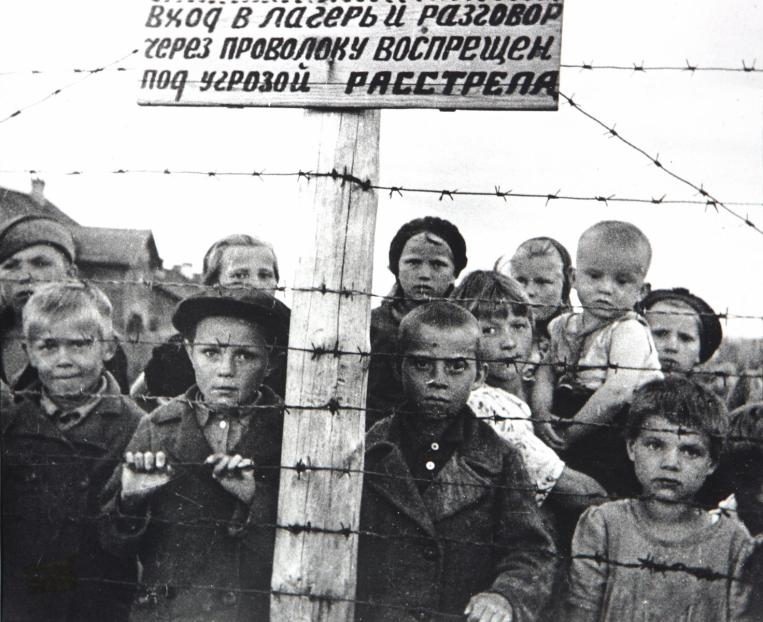 ВХОД В ЛАГЕРЬ И РАЗГОВОР
ЧЕРЕЗ ПРОВОЛОКУ ВОСПРЕЩЕН
ПОД УГРОЗОЙ РАССТРЕЛА